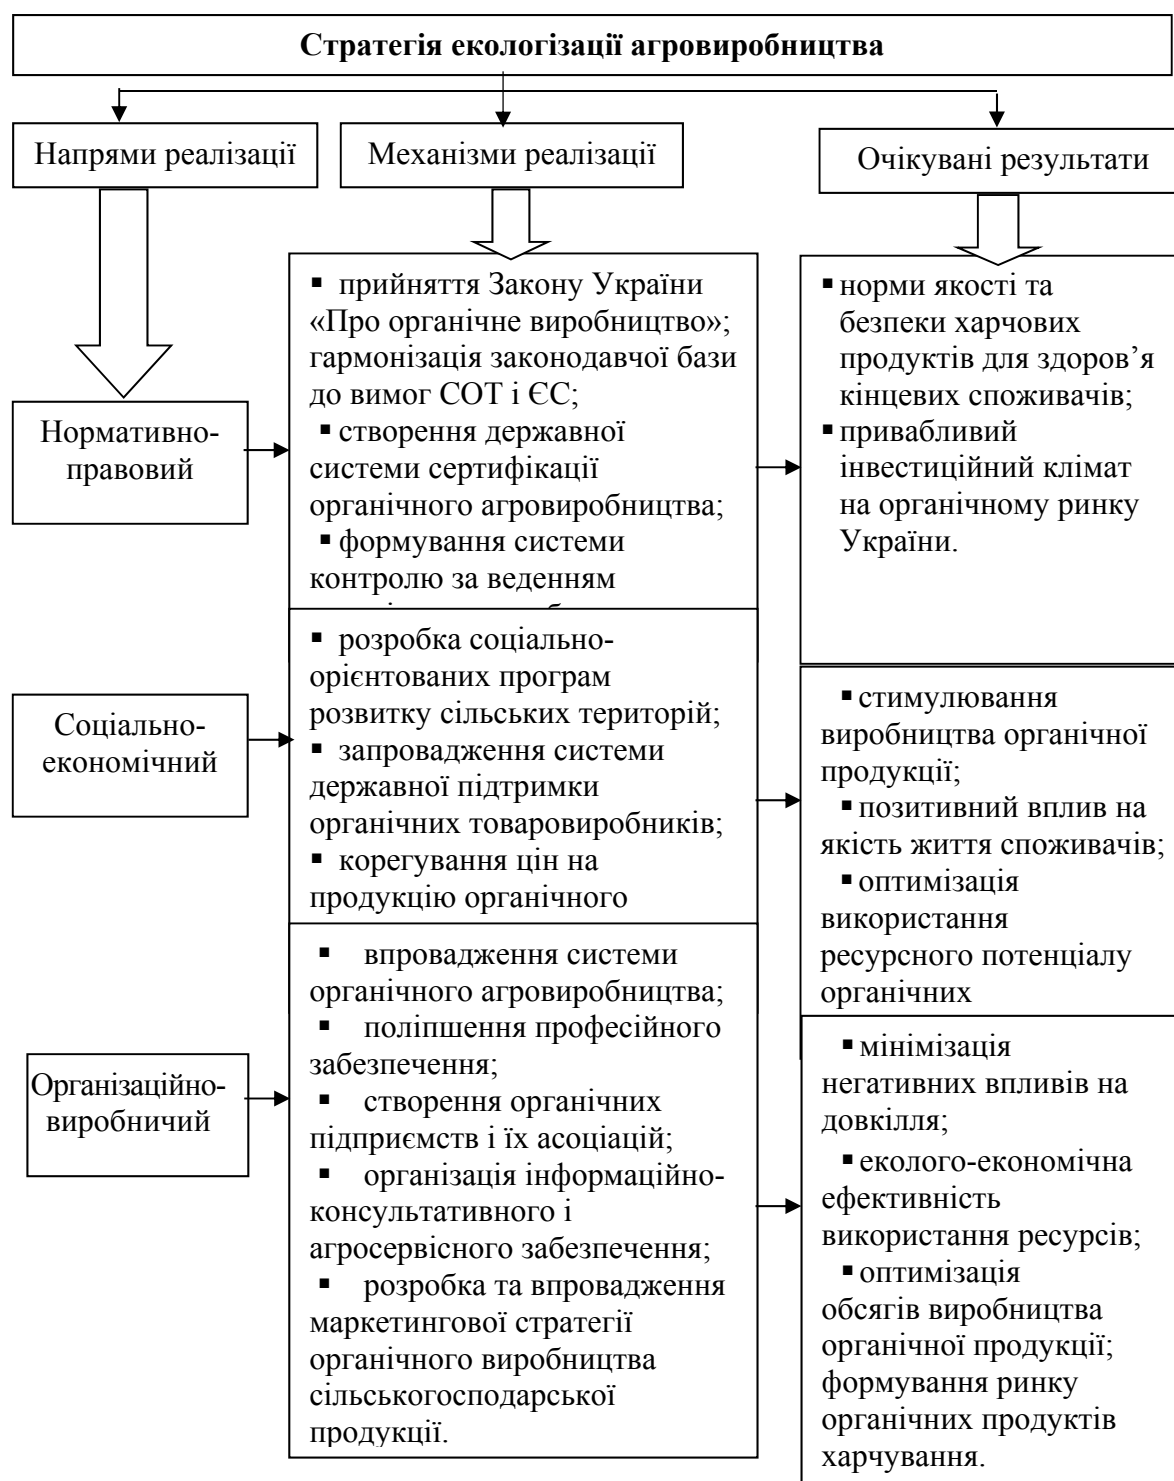 Стратегія екологізації агровиробництва
Напрями реалізації
Механізми реалізації
Очікувані результати
Нормативно-
правовий
▪ прийняття Закону України
«Про органічне виробництво»;
гармонізація законодавчої бази
до вимог СОТ і ЄС;
▪ створення державної
системи сертифікації
органічного агровиробництва;
▪ формування системи
контролю за веденням
▪ норми якості та
безпеки харчових
продуктів для здоров’я
кінцевих споживачів;
▪ привабливий
інвестиційний клімат
на органічному ринку
України.
Соціально-
економічний
▪ розробка соціально-
орієнтованих програм
розвитку сільських територій;
▪ запровадження системи
державної підтримки
органічних товаровиробників;
▪ корегування цін на
продукцію органічного
▪ стимулювання
виробництва органічної
продукції;
▪ позитивний вплив на
якість життя споживачів;
▪ оптимізація
використання
ресурсного потенціалу
органічних
Організаційно-
виробничий
▪ впровадження системи
органічного агровиробництва;
▪ поліпшення професійного
забезпечення;
▪ створення органічних
підприємств і їх асоціацій;
▪ організація інформаційно-
консультативного і
агросервісного забезпечення;
▪ розробка та впровадження
маркетингової стратегії
органічного виробництва
сільськогосподарської
продукції.
▪ мінімізація
негативних впливів на
довкілля;
▪ еколого-економічна
ефективність
використання ресурсів;
▪ оптимізація
обсягів виробництва
органічної продукції;
формування ринку
органічних продуктів
харчування.